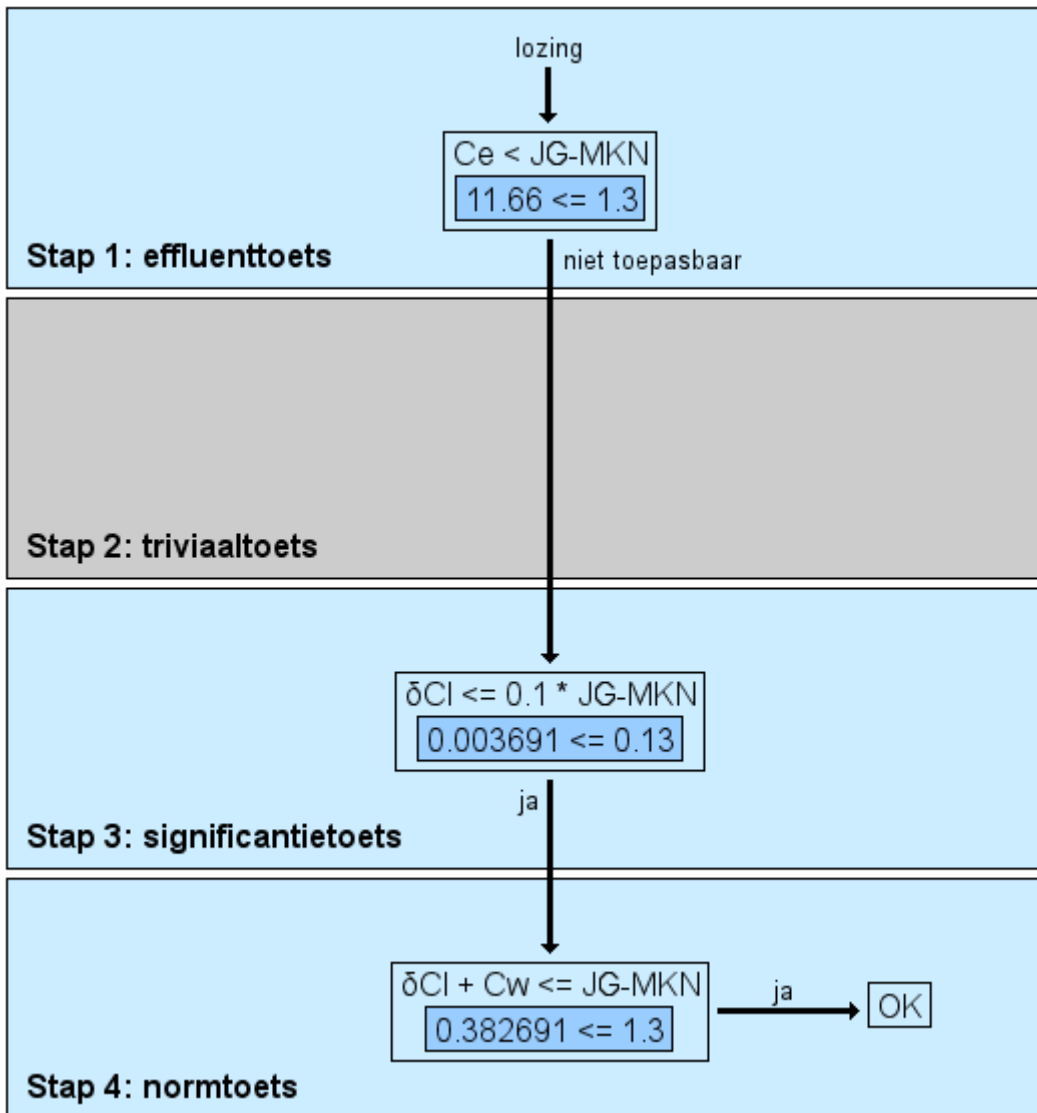 lozing
Ce < JG-MKN
11.66 <= 1.3
Stap 1: effluenttoets
niet toepasbaar
Stap 2: triviaaltoets
δCl <= 0.1 * JG-MKN
0.003691 <= 0.13
ja
Stap 3: significantietoets
δCl + Cw <= JG-MKN
0.382691 <= 1.3
ja
OK
Stap 4: normtoets